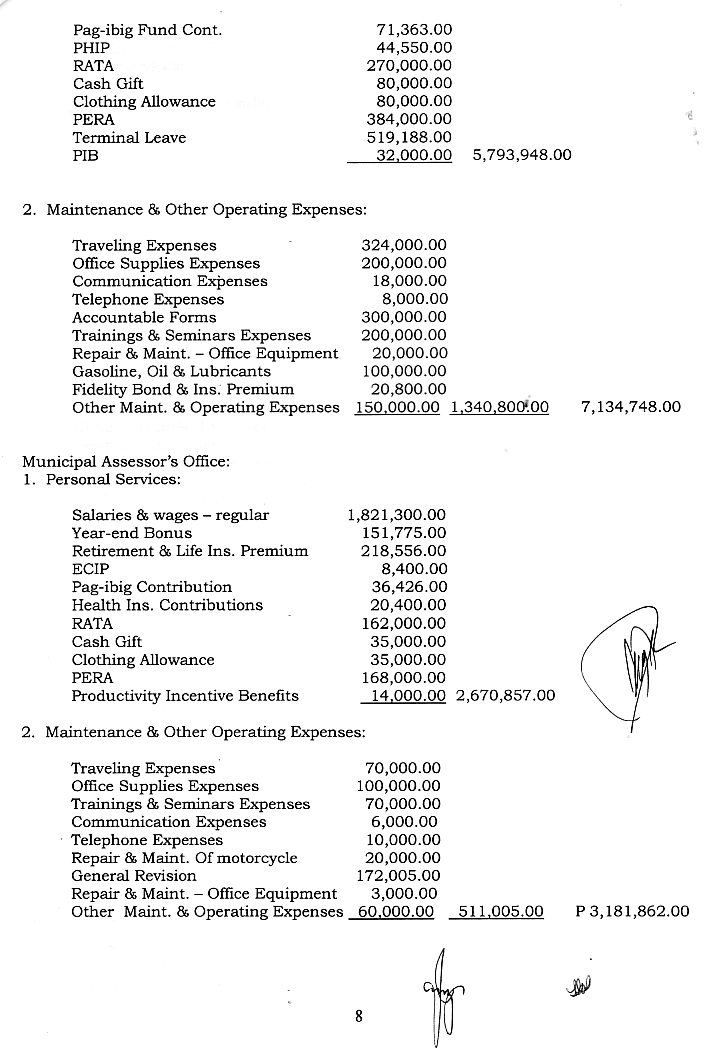 Pag-ibig Fund Cont. 71,363.00
PHIP 44,550.00
RATA 270,000.00
Cash Gift 80,000.00
Clothing Allowance 80,000.00
PERA 384,000.00
Terminal Leave 519,188.00
PIB 32,000.00 5,793,948.00
2. Maintenance & Other Operating Expenses:
Traveling Expenses 324,000.00
Office Supplies Expenses 200,000.00
Communication Expenses 18,000.00
Telephone Expenses 8,000.00
Accountable Forms 300,000.00
Trainings & Seminars Expenses 200,000.00
Repair & Maint. – Office Equipment 20,000.00
Gasoline, Oil & Lubricants 100,000.00
Fidelity Bond & Ins. Premium 20,800.00
Other Maint. & Operating Expenses 150,000.00 1,340,800.00 7,134,748.00
Municipal Assessor's Office:
1. Personal Services:
Salaries & wages – regular 1,821,300.00
Year-end Bonus 151,775.00
Retirement & Life Ins. Premium 218,556.00
ECIP 8,400.00
Pag-ibig Contribution 36,426.00
Health Ins. Contributions 20,400.00
RATA 162,000.00
Cash Gift 35,000.00
Clothing Allowance 35,000.00
PERA 168,000.00
Productivity Incentive Benefits 14,000.00 2,670,857.00
2. Maintenance & Other Operating Expenses:
Traveling Expenses 70,000.00
Office Supplies Expenses 100,000.00
Trainings & Seminars Expenses 70,000.00
Communication Expenses 6,000.00
Telephone Expenses 10,000.00
Repair & Maint. Of motorcycle 20,000.00
General Revision 172,005.00
Repair & Maint. – Office Equipment 3,000.00
Other Maint. & Operating Expenses 60,000.00 511,005.00 P 3,181,862.00
8